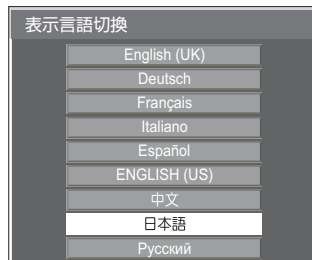 表示言語切換
English (UK)
Deutsch
Français
Italiano
Español
ENGLISH (US)
中文
日本語
Русский